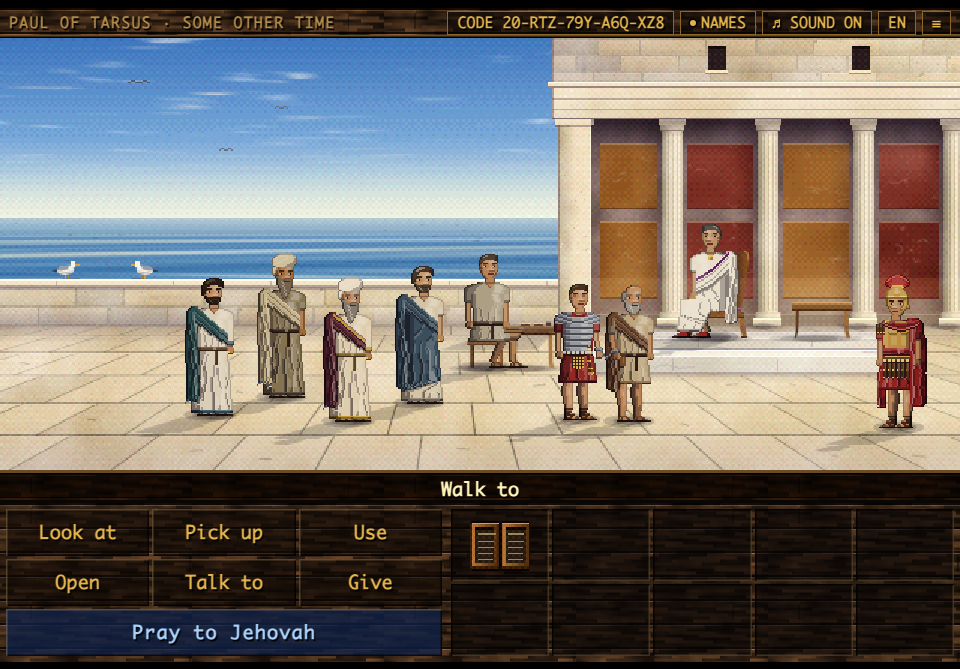 PAUL OF TARSUS · SOME OTHER TIME
CODE 20-RTZ-79Y-A6Q-XZ8
● NAMES
♬ SOUND ON
EN
≡
Walk to
Look at
Pick up
Use
Open
Talk to
Give
Pray to Jehovah